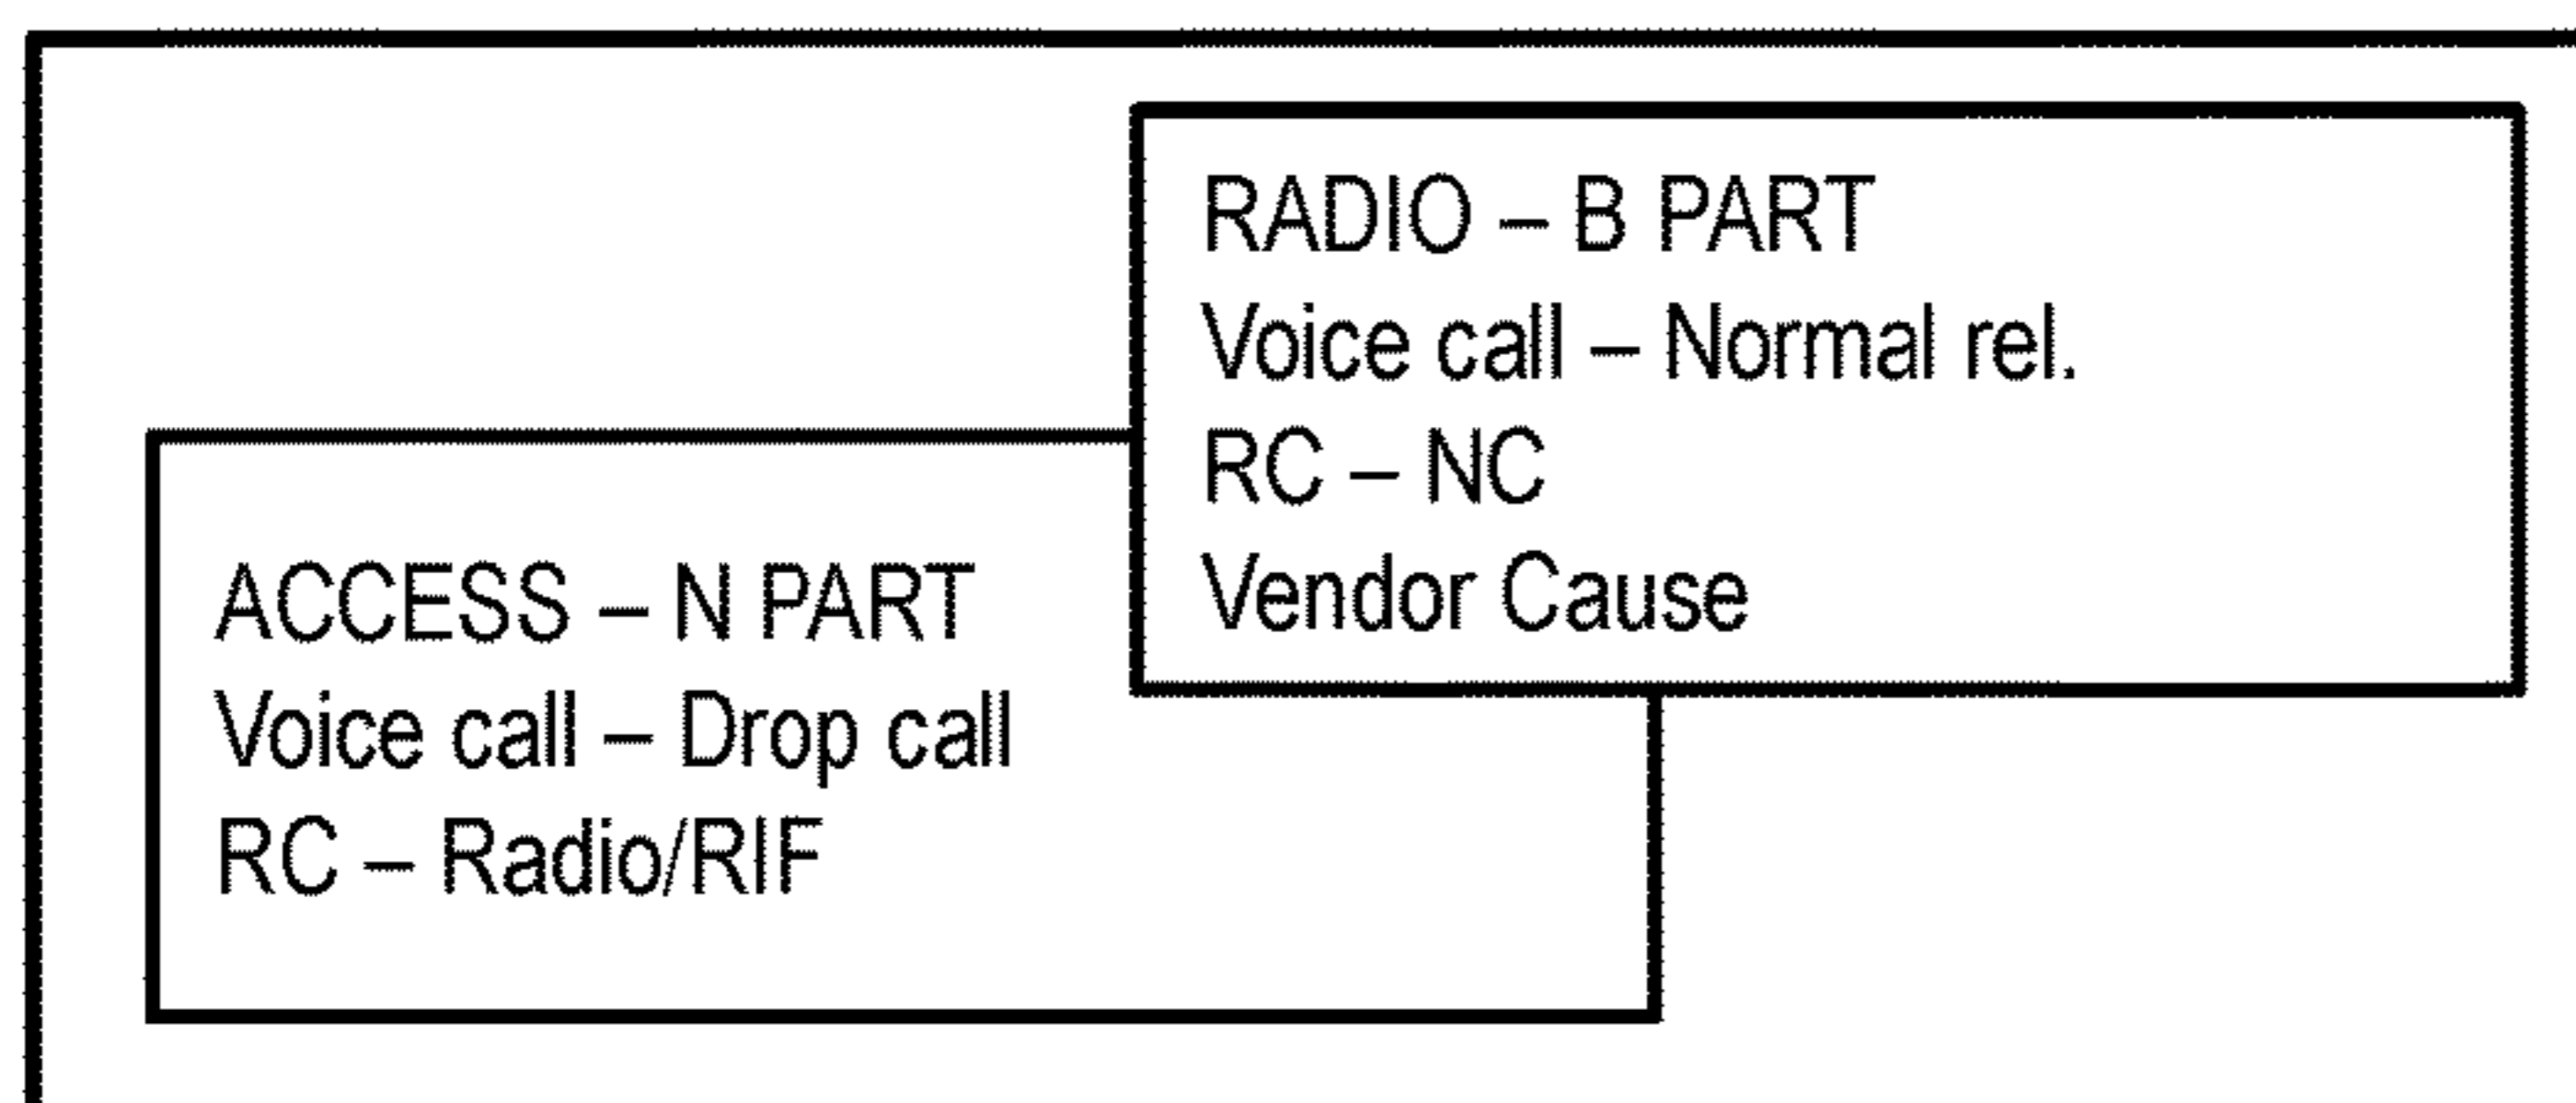 RADIO – B PART
Voice call – Normal rel.
RC – NC
Vendor Cause
ACCESS – N PART
Voice call – Drop call
RC – Radio/RIF